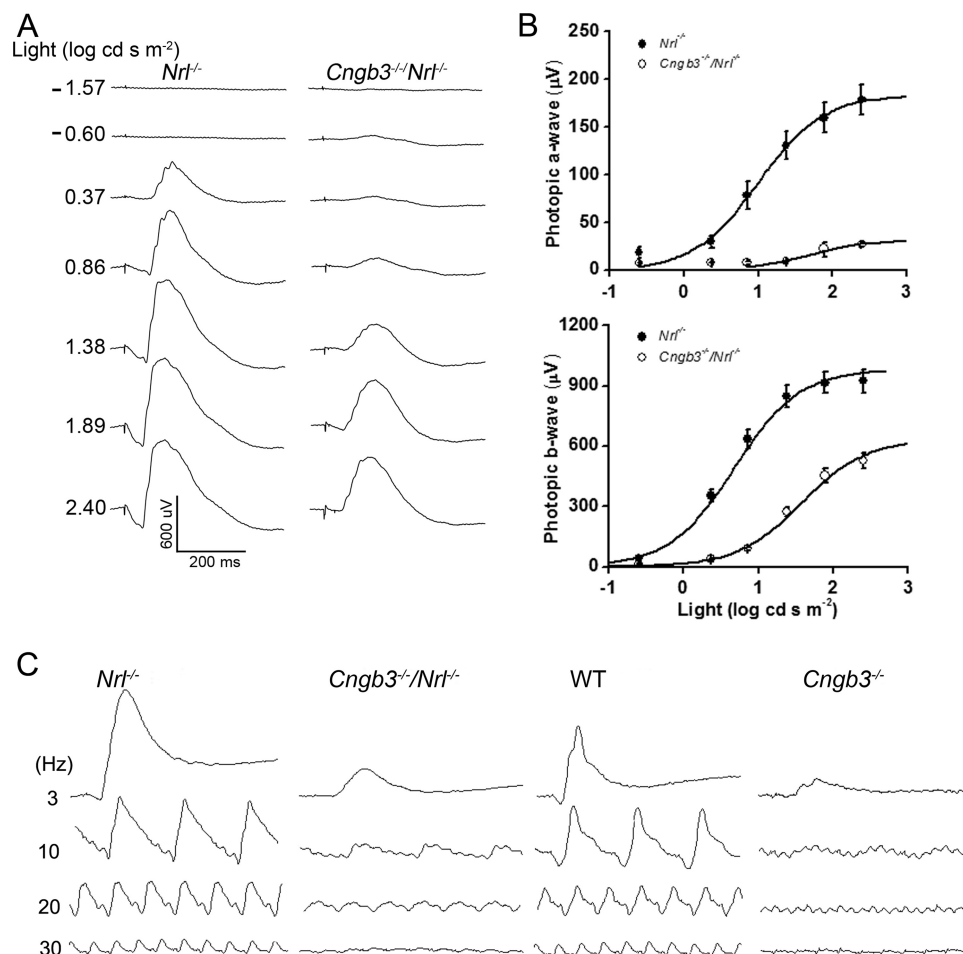 A
Light (log cd s m-2)
Nrl-/- Cngb3-/-/Nrl-/-
-1.57
-0.60
0.37
0.86
1.38
1.89
2.40
600 uV
200 ms
B
250
200
150
100
50
0
-1 0 1 2 3
Photopic a-wave (µV)
Nrl-/-
Cngb3-/-/Nrl-/-
1200
900
600
300
0
-1 0 1 2 3
Photopic b-wave (µV)
Nrl-/-
Cngb3-/-/Nrl-/-
Light (log cd s m-2)
C
Nrl-/- Cngb3-/-/Nrl-/- WT Cngb3-/-
(Hz)
3
10
20
30